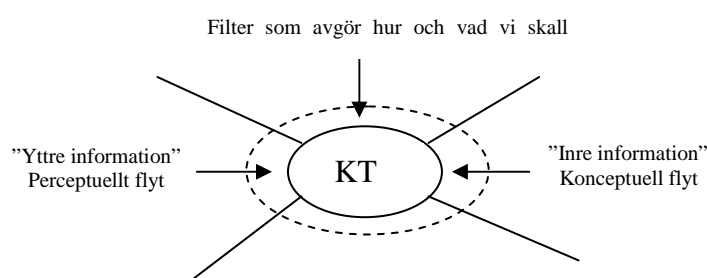 Filter som avgör hur och vad vi skall
”Yttre information”
Perceptuellt flyt
KT
”Inre information”
Konceptuell flyt